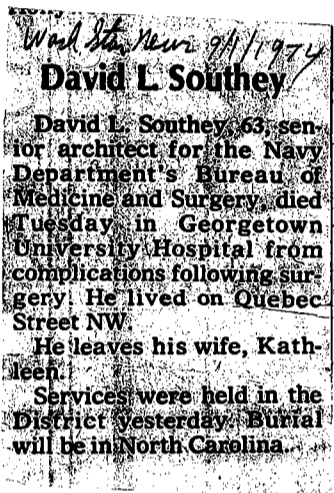 Wash Star News 9/1/1974
David L. Southey
David L. Southey, 63, sen-
ior architect for the Navy
Department's Bureau of
Medicine and Surgery, died
Tuesday in Georgetown
University Hospital from
complications following sur-
gery. He lived on Quebec
Street NW.
He leaves his wife, Kath-
leen.
Services were held in the
District yesterday. Burial
will be in North Carolina.